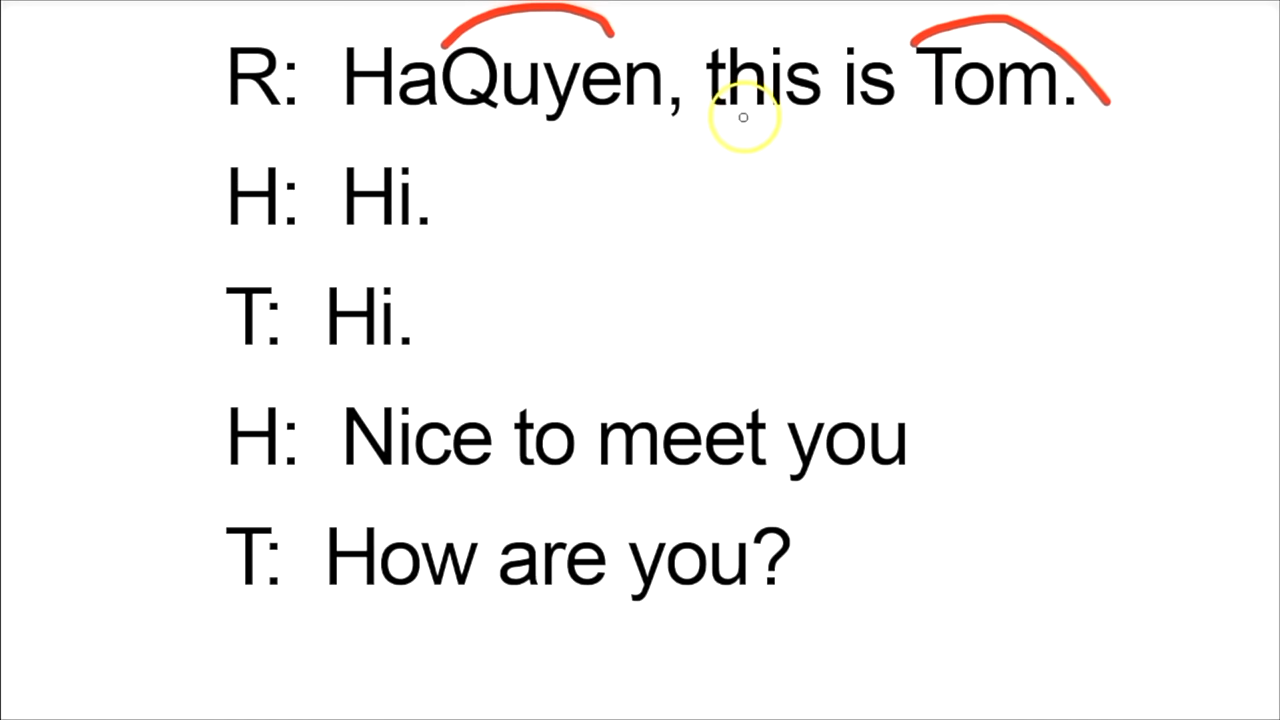 R: HaQuyen, this is Tom.
H: Hi.
T: Hi.
H: Nice to meet you
T: How are you?